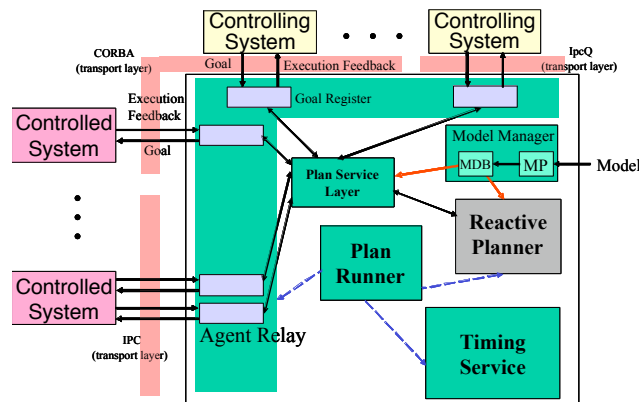 Controlling
System
Controlling
System
CORBA
(transport layer)
IpcQ
(transport layer)
Goal
Execution Feedback
Execution
Feedback
Goal Register
Controlled
System
Goal
Model Manager
MDB
MP
Model
Plan Service
Layer
Reactive
Planner
Plan
Runner
Controlled
System
Agent Relay
Timing
Service
IPC
(transport layer)